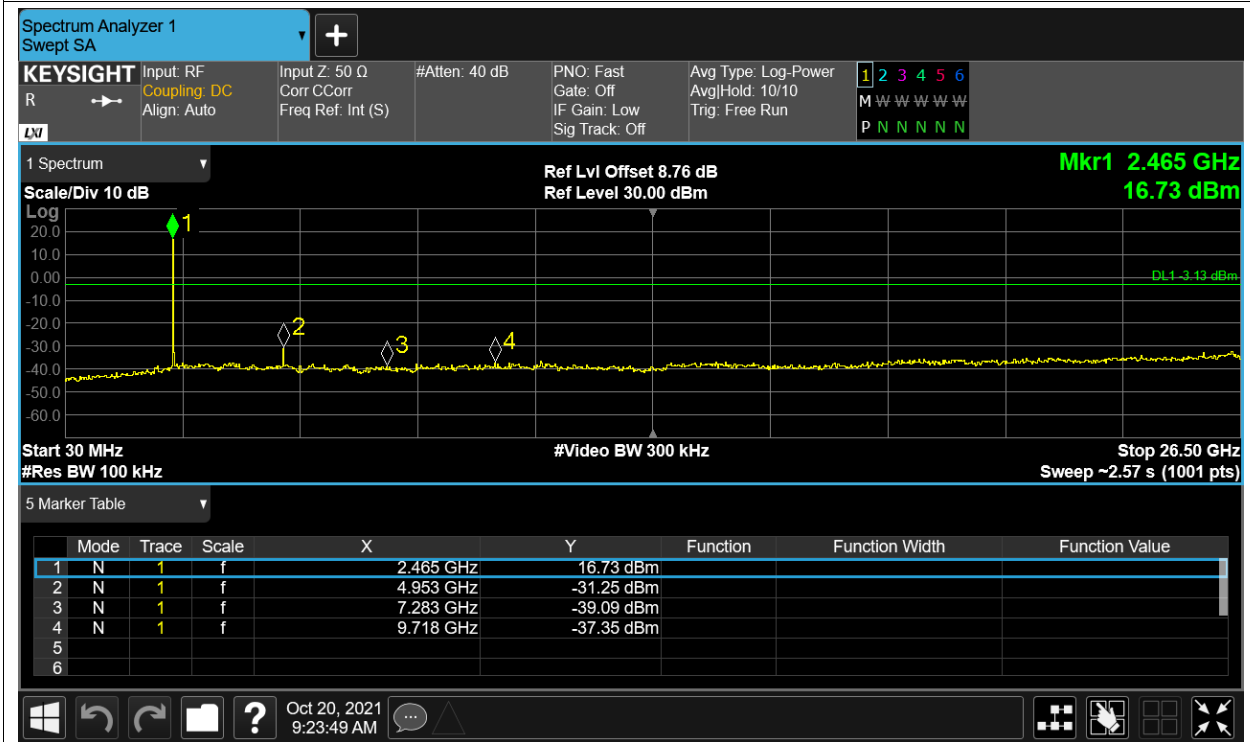 Spectrum Analyzer 1
Swept SA
+
KEYSIGHT Input: RF Input Z: 50 Ω #Atten: 40 dB PNO: Fast Avg Type: Log-Power 1 2 3 4 5 6
R Coupling: DC Corr CCorr Gate: Off Avg|Hold: 10/10 M W W W W W
Align: Auto Freq Ref: Int (S) IF Gain: Low Trig: Free Run
LXI Sig Track: Off P N N N N N
1 Spectrum Ref Lvl Offset 8.76 dB Mkr1 2.465 GHz
Scale/Div 10 dB Ref Level 30.00 dBm 16.73 dBm
Log
1
20.0
10.0
0.00 DL1 -3.13 dBm
-10.0
-20.0 2
-30.0 3 4
-40.0
-50.0
-60.0
Start 30 MHz #Video BW 300 kHz Stop 26.50 GHz
#Res BW 100 kHz Sweep ~2.57 s (1001 pts)
5 Marker Table
Mode Trace Scale X Y Function Function Width Function Value
1 N 1 f 2.465 GHz 16.73 dBm
2 N 1 f 4.953 GHz -31.25 dBm
3 N 1 f 7.283 GHz -39.09 dBm
4 N 1 f 9.718 GHz -37.35 dBm
5
6
? Oct 20, 2021
9:23:49 AM